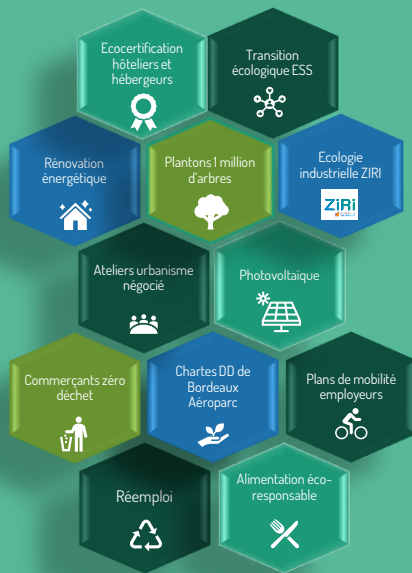 Ecocertification
hôteliers et
hébergeurs
Transition
écologique ESS
Rénovation
énergétique
Plantons 1 million
d'arbres
Ecologie
industrielle ZIRI
ZiRi
Ateliers urbanisme
négocié
Photovoltaïque
Commerçants zéro
déchet
Chartes DD de
Bordeaux
Aéroparc
Plans de mobilité
employeurs
Réemploi
Alimentation éco-
responsable